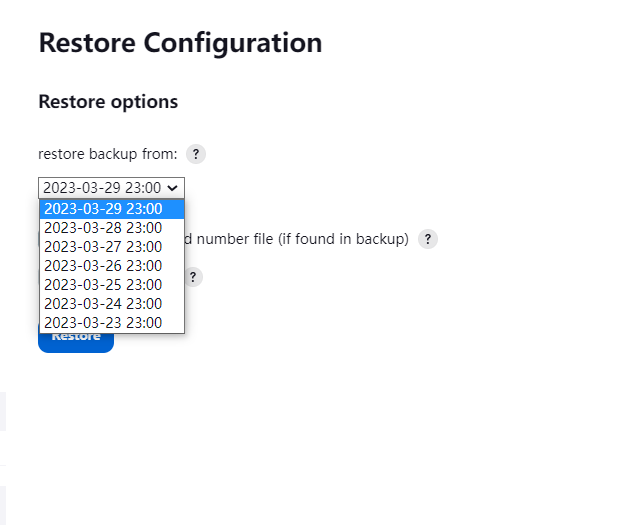 Restore Configuration
Restore options
restore backup from: ?
2023-03-29 23:00
2023-03-29 23:00
2023-03-28 23:00
2023-03-27 23:00
number file (if found in backup) ?
2023-03-26 23:00
2023-03-25 23:00
?
2023-03-24 23:00
2023-03-23 23:00
Restore